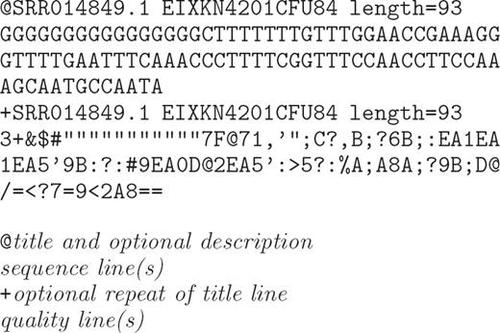 @SRR014849.1 EIXKN4201CFU84 length=93
GGGGGGGGGGGGGGGGCTTTTTTTGTTTGGAACCGAAAGG
GTTTTGAATTTCAAACCCTTTTCGGTTTCCAACCTTCCAA
AGCAATGCCAATA
+SRR014849.1 EIXKN4201CFU84 length=93
3+&$#"""""""""""7F@71,'";C?,B;?6B;:EA1EA
1EA5'9B:?:#9EA0D@2EA5':>5?:%A;A8A;?9B;D@
/=<?7=9<2A8==
@title and optional description
sequence line(s)
+optional repeat of title line
quality line(s)